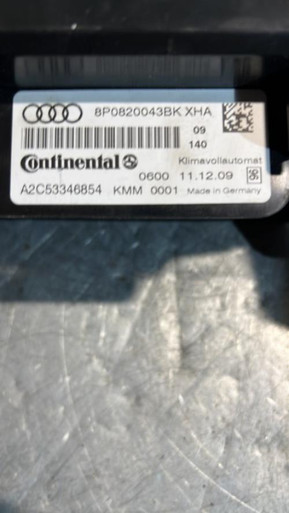 8P0820043BK XHA
09
140
Continental
Klimavollautomat
0600 11.12.09
A2C53346854 KMM 0001 Made in Germany